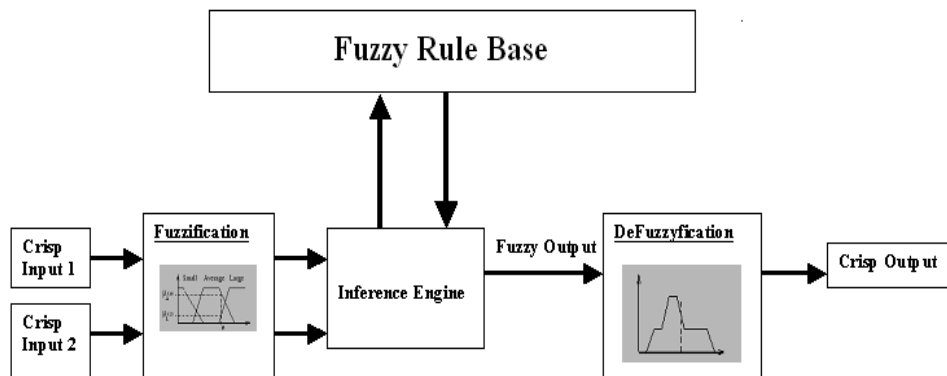 Fuzzy Rule Base
Fuzzification
DeFuzzyfication
Crisp
Input 1
Fuzzy Output
Crisp Output
Small Average Large
Inference Engine
Crisp
Input 2